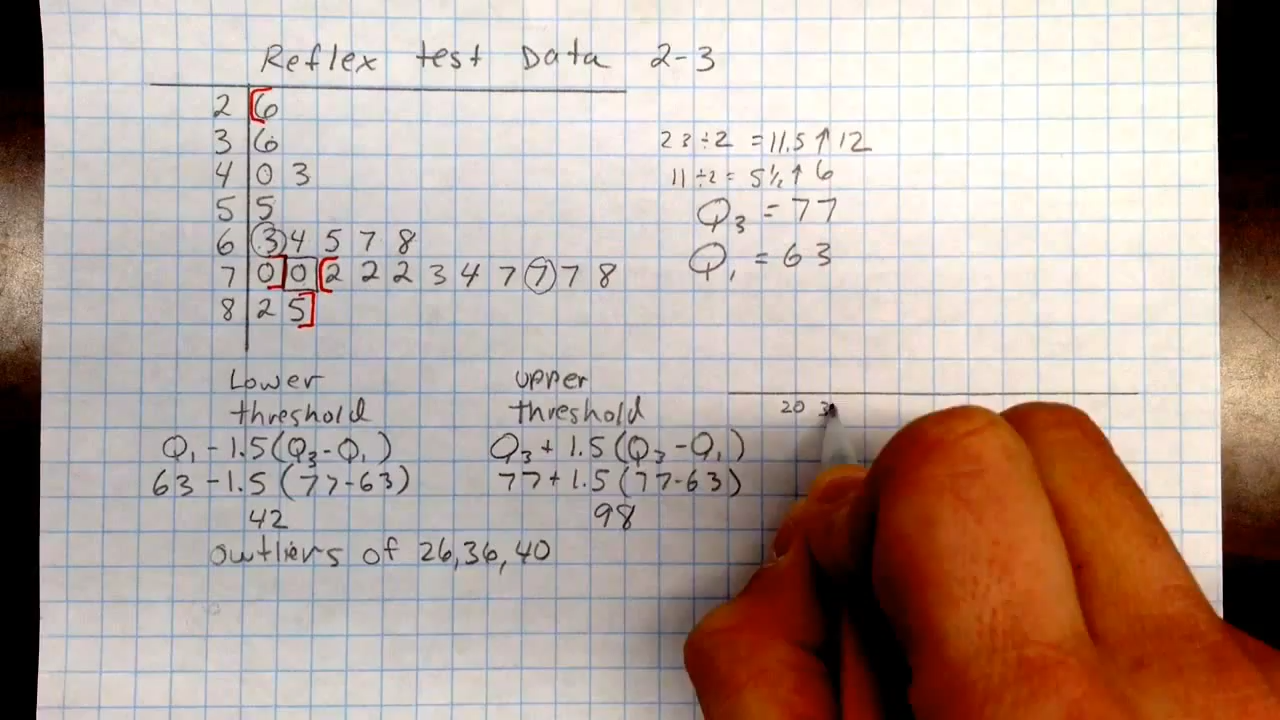 Reflex test Data 2-3
2 6
3 6
4 0 3
5 5
6 3 4 5 7 8
7 0 0 2 2 2 3 4 7 7 7 8
8 2 5
23÷2 = 11.5↑12
11÷2 = 5½↑6
Q₃ = 77
Q₁ = 63
Lower
threshold
Q₁ - 1.5(Q₃-Q₁)
63 - 1.5(77-63)
42
upper
threshold
Q₃ + 1.5(Q₃-Q₁)
77 + 1.5(77-63)
98
outliers of 26,36,40
20 3